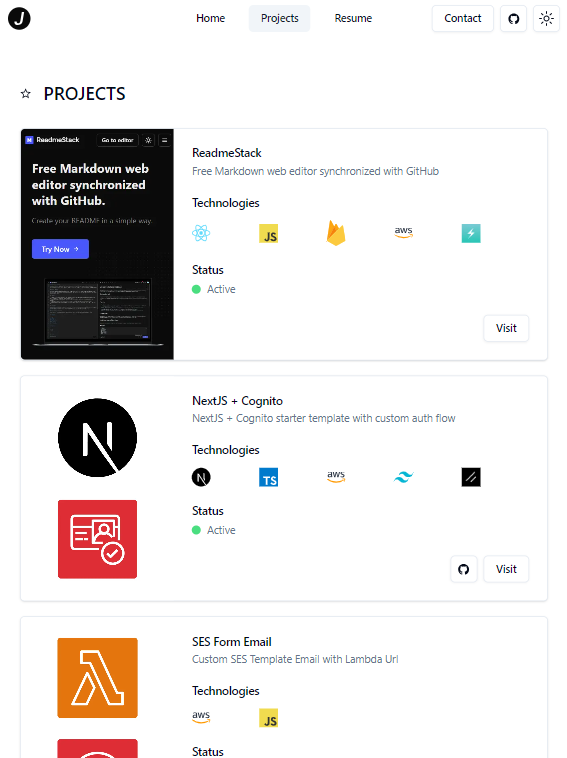 J
Home
Projects
Resume
Contact
PROJECTS
M ReadmeStack
Go to editor
Free Markdown web
editor synchronized
with GitHub.
Create your README in a simple way.
Try Now →
ReadmeStack
Free Markdown web editor synchronized with GitHub
Technologies
JS
aws
Status
Active
Visit
N
NextJS + Cognito
NextJS + Cognito starter template with custom auth flow
Technologies
N
TS
aws
Status
Active
Visit
SES Form Email
Custom SES Template Email with Lambda Url
Technologies
aws
JS
Status